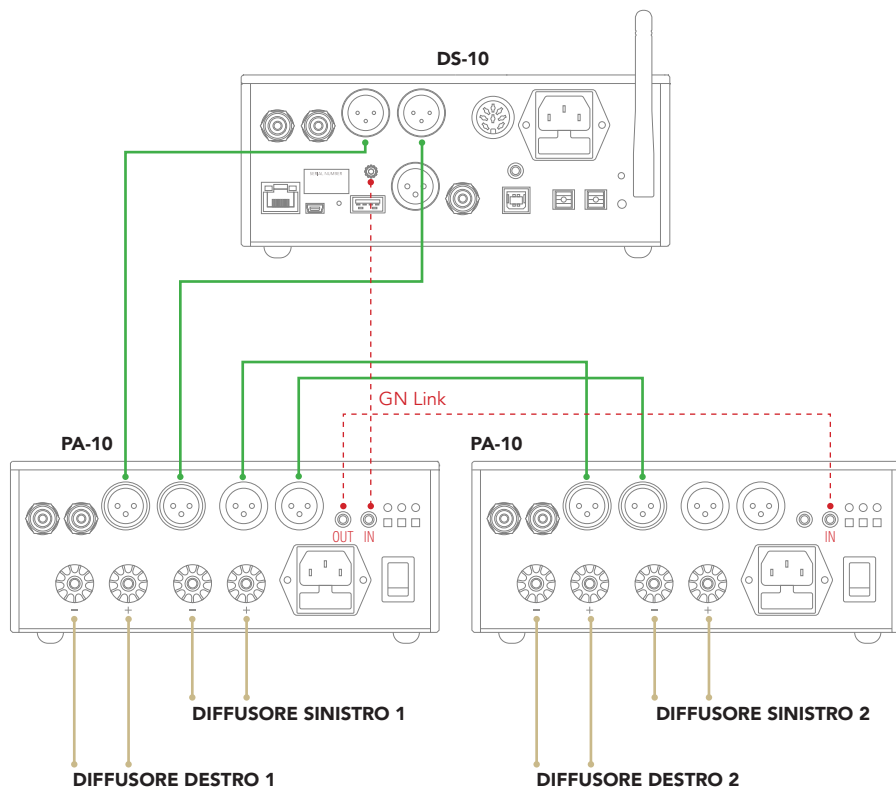 DS-10
SERIAL NUMBER
GN Link
PA-10
PA-10
OUT IN
IN
− + − +
− + − +
DIFFUSORE SINISTRO 1
DIFFUSORE SINISTRO 2
DIFFUSORE DESTRO 1
DIFFUSORE DESTRO 2